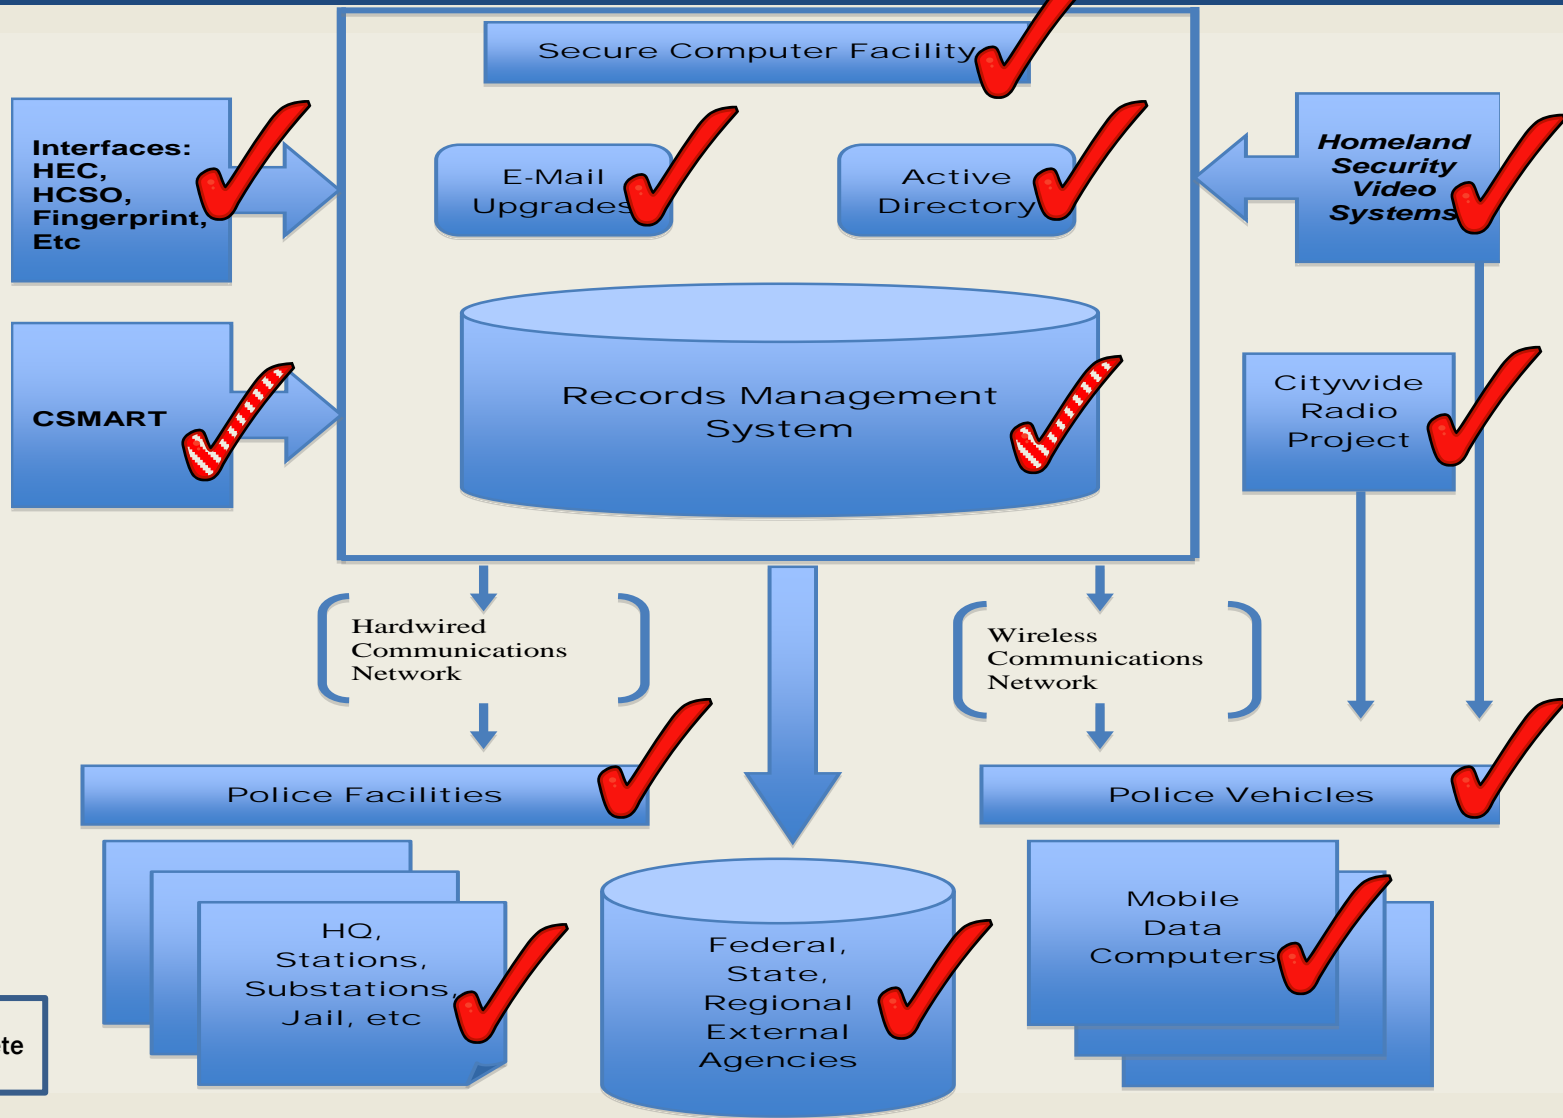 Secure Computer Facility
Interfaces:
HEC,
HCSO,
Fingerprint,
Etc
E-Mail
Upgrades
Active
Directory
Homeland
Security
Video
Systems
CSMART
Records Management
System
Citywide
Radio
Project
Hardwired
Communications
Network
Wireless
Communications
Network
Police Facilities
Police Vehicles
HQ,
Stations,
Substations,
Jail, etc
Federal,
State,
Regional
External
Agencies
Mobile
Data
Computers